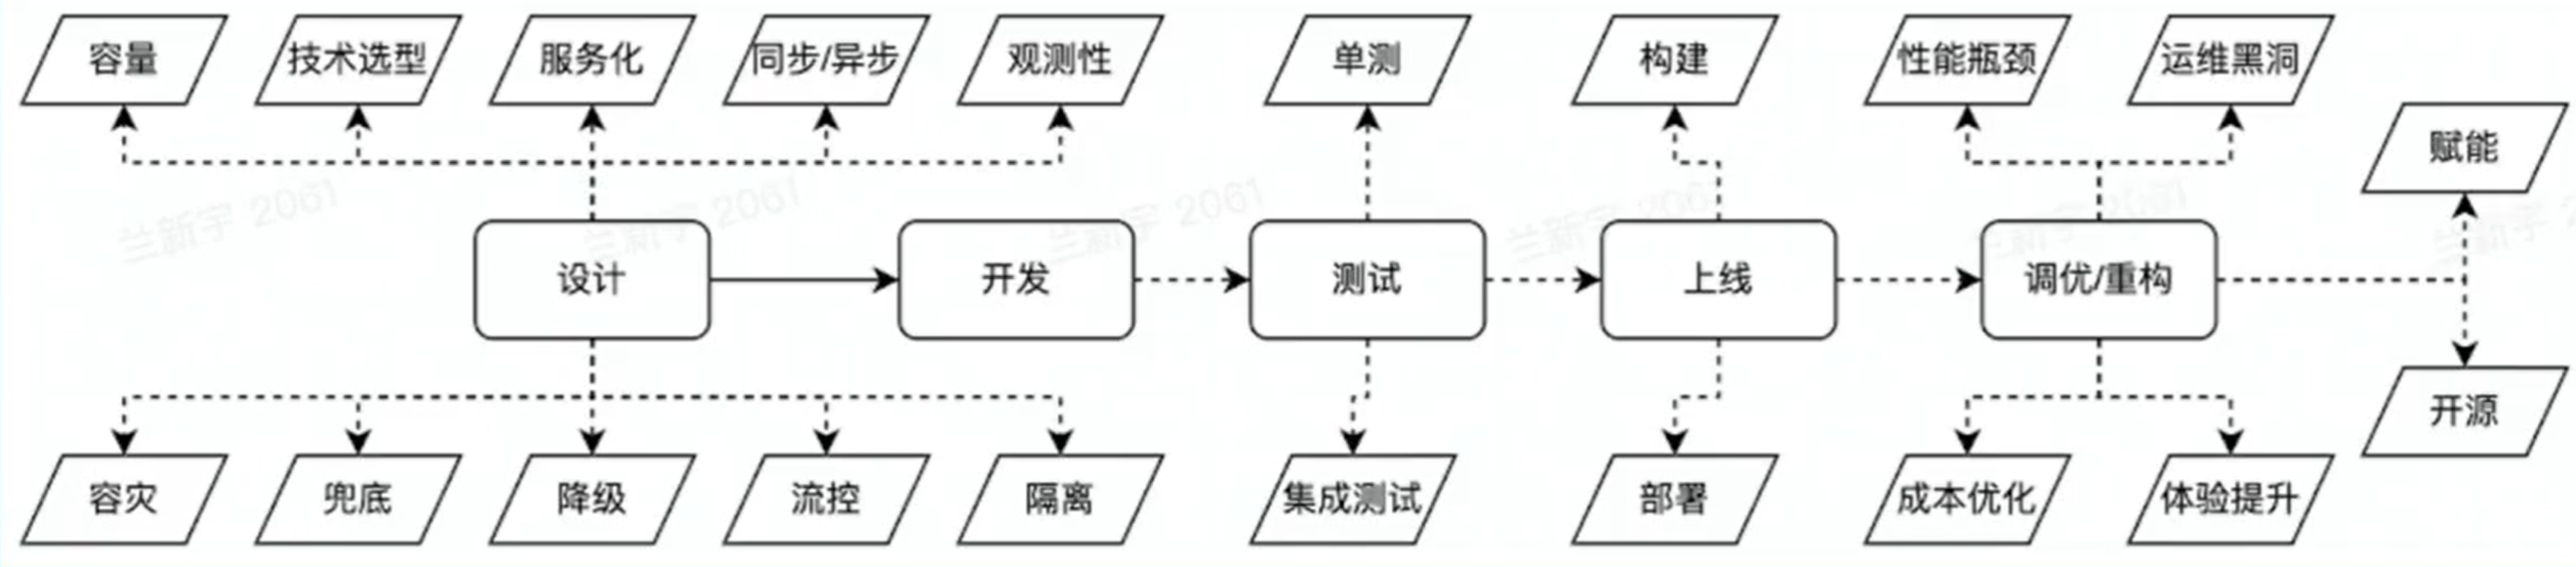 容量
技术选型
服务化
同步/异步
观测性
单测
构建
性能瓶颈
运维黑洞
赋能
设计
开发
测试
上线
调优/重构
开源
容灾
兜底
降级
流控
隔离
集成测试
部署
成本优化
体验提升
兰新宇 2061
兰新宇 2061
兰新宇 2061
兰新宇 206
兰新宇 2061
兰新宇 2